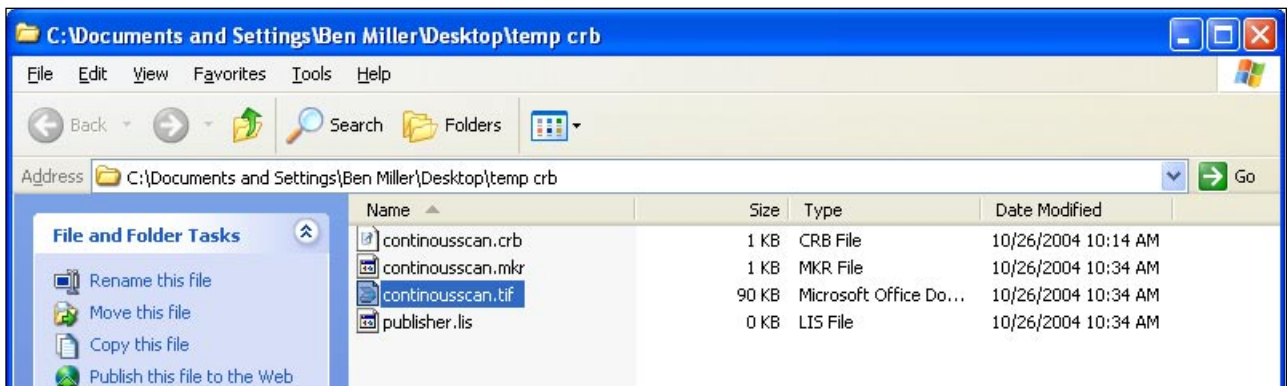 C:\Documents and Settings\Ben Miller\Desktop\temp crb
File Edit View Favorites Tools Help
Back Search Folders
Address C:\Documents and Settings\Ben Miller\Desktop\temp crb Go
Name Size Type Date Modified
File and Folder Tasks
continousscan.crb 1 KB CRB File 10/26/2004 10:14 AM
continousscan.mkr 1 KB MKR File 10/26/2004 10:34 AM
continousscan.tif 90 KB Microsoft Office Do... 10/26/2004 10:34 AM
publisher.lis 0 KB LIS File 10/26/2004 10:34 AM
Rename this file
Move this file
Copy this file
Publish this file to the Web